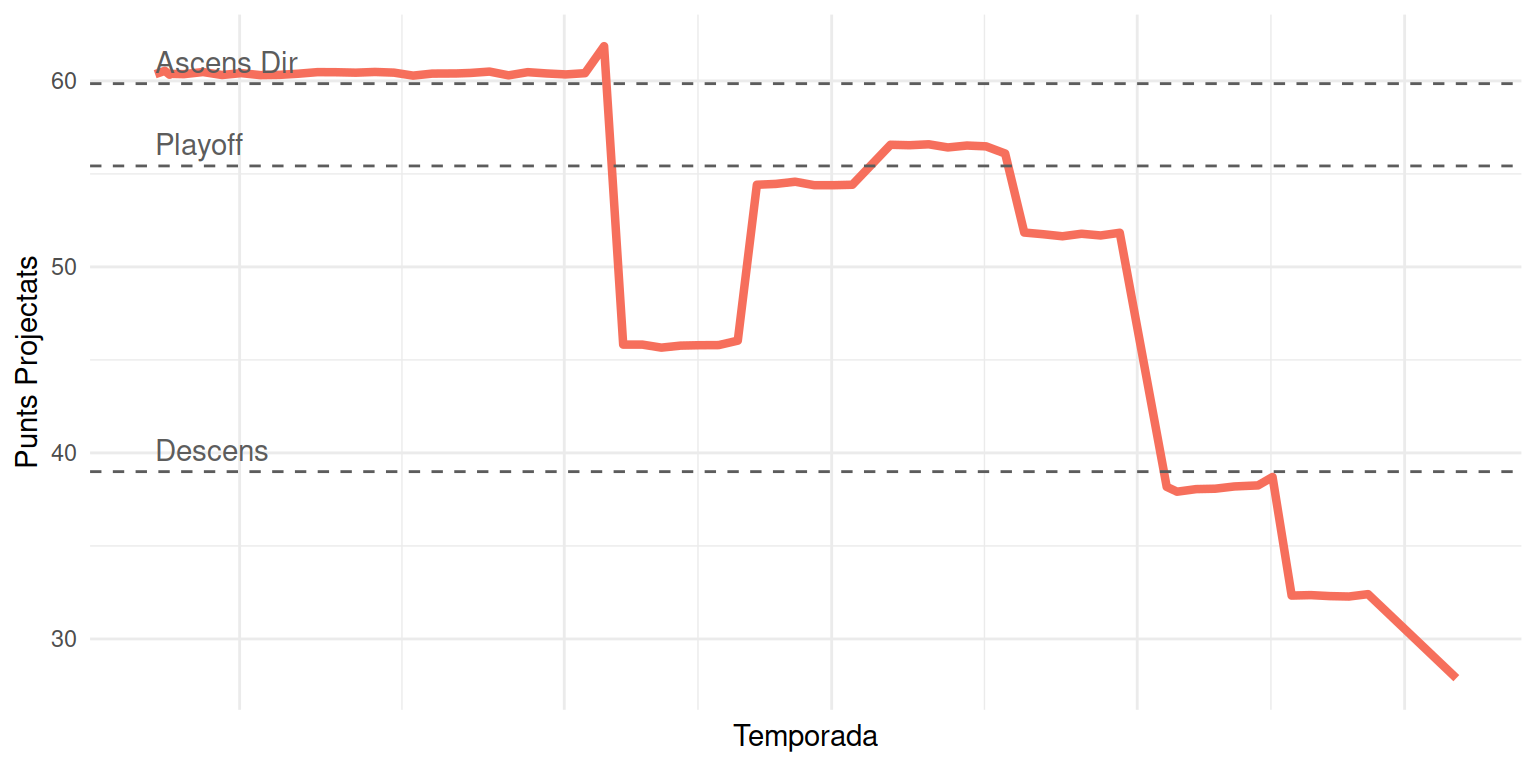 Ascens Dir
60
Playoff
50
Descens
40
30
Punts Projectats
Temporada